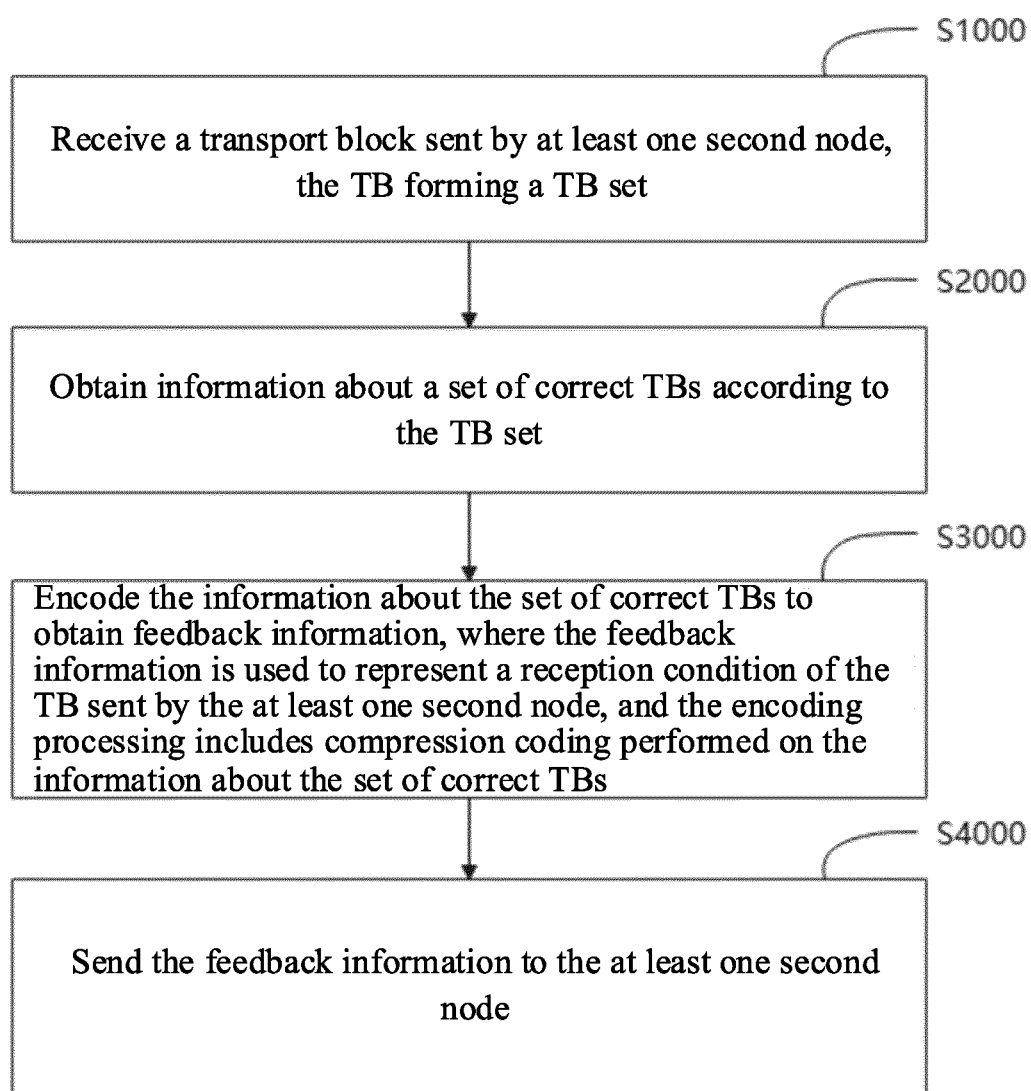 S1000
Receive a transport block sent by at least one second node,
the TB forming a TB set
S2000
Obtain information about a set of correct TBs according to
the TB set
S3000
Encode the information about the set of correct TBs to
obtain feedback information, where the feedback
information is used to represent a reception condition of the
TB sent by the at least one second node, and the encoding
processing includes compression coding performed on the
information about the set of correct TBs
S4000
Send the feedback information to the at least one second
node